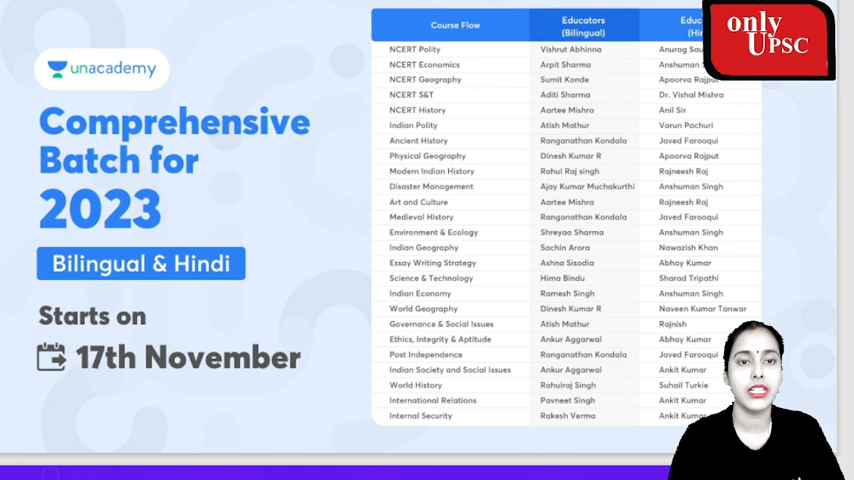 unacademy
Comprehensive
Batch for
2023
Bilingual & Hindi
Starts on
17th November
Course Flow Educators
(Bilingual)
NCERT Polity Vishrut Abhinna Anurag
NCERT Economics Arpit Sharma Anshuman
NCERT Geography Sumit Konde Apoorva Rajput
NCERT S&T Aditi Sharma Dr. Vishal Mishra
NCERT History Aartee Mishra Anil Sir
Indian Polity Atish Mathur Varun Pachuri
Ancient History Ranganathan Kondala Javed Farooqui
Physical Geography Dinesh Kumar R Apoorva Rajput
Modern Indian History Rahul Raj singh Rajneesh Raj
Disaster Management Ajay Kumar Muchakurthi Anshuman Singh
Art and Culture Aartee Mishra Rajneesh Raj
Medieval History Ranganathan Kondala Javed Farooqui
Environment & Ecology Shreyaa Sharma Anshuman Singh
Indian Geography Sachin Arora Nawazish Khan
Essay Writing Strategy Ashna Sisodia Abhay Kumar
Science & Technology Hima Bindu Sharad Tripathi
Indian Economy Ramesh Singh Anshuman Singh
World Geography Dinesh Kumar R Naveen Kumar Tanwar
Governance & Social Issues Atish Mathur Rajnish
Ethics, Integrity & Aptitude Ankur Aggarwal Abhay Kumar
Post Independence Ranganathan Kondala Javed Farooqui
Indian Society and Social Issues Ankur Aggarwal Ankit Kumar
World History Rahulraj Singh Suhail Turkie
International Relations Pavneet Singh Ankit Kumar
Internal Security Rakesh Verma Ankit Kumar
only
UPSC